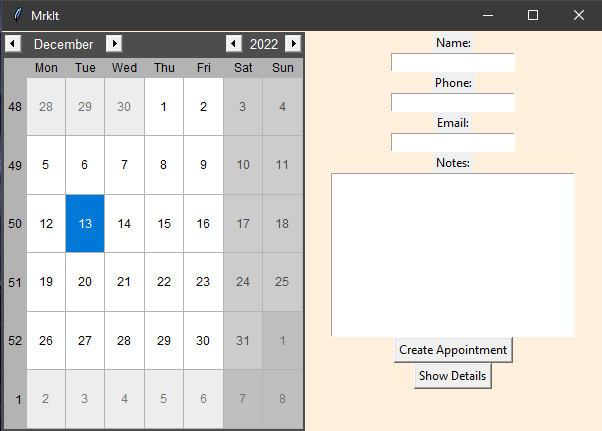 MrkIt
December 2022
Mon Tue Wed Thu Fri Sat Sun
48 28 29 30 1 2 3 4
49 5 6 7 8 9 10 11
50 12 13 14 15 16 17 18
51 19 20 21 22 23 24 25
52 26 27 28 29 30 31 1
1 2 3 4 5 6 7 8
Name:
Phone:
Email:
Notes:
Create Appointment
Show Details